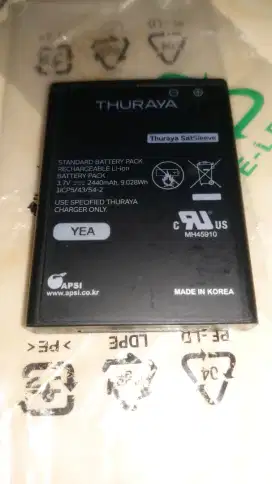 THURAYA
Thuraya SatSleeve
STANDARD BATTERY PACK
RECHARGEABLE Li-ion
BATTERY PACK
3.7V 2440mAh, 9.028Wh
1ICP5/43/54-2
USE SPECIFIED THURAYA
CHARGER ONLY.
YEA
C RU US
MH45910
APSI
www.apsi.co.kr
MADE IN KOREA
> PE <
LDPE
PE-LD
04